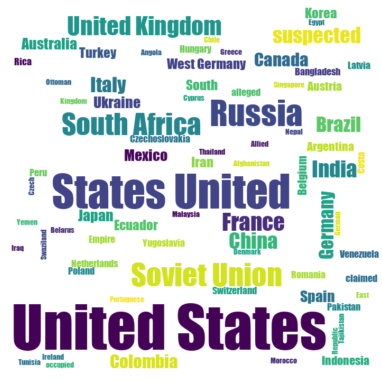 Korea
United Kingdom
Egypt
suspected
Chile
Australia
Turkey
Angola
Hungary
Greece
Rica
West Germany
Canada
Latvia
Bangladesh
Italy
Ottoman
South
Singapore
Austria
Ukraine
Kingdom
Cyprus
alleged
Russia
South Africa
Brazil
Czechoslovakia
Allied
Nepal
Argentina
Mexico
Thailand
Iran
Afghanistan
Belgium
India
Costa
Peru
Czech
States United
Japan
Malaysia
France
Germany
German
Yemen
Belarus
Ecuador
China
Empire
Yugoslavia
Denmark
Iraq
Swaziland
Venezuela
Netherlands
Poland
Soviet Union
Romania
claimed
Switzerland
Spain
East
Portuguese
Pakistan
United States
Republic
Tajikistan
Ireland
Tunisia
occupied
Colombia
Morocco
Indonesia